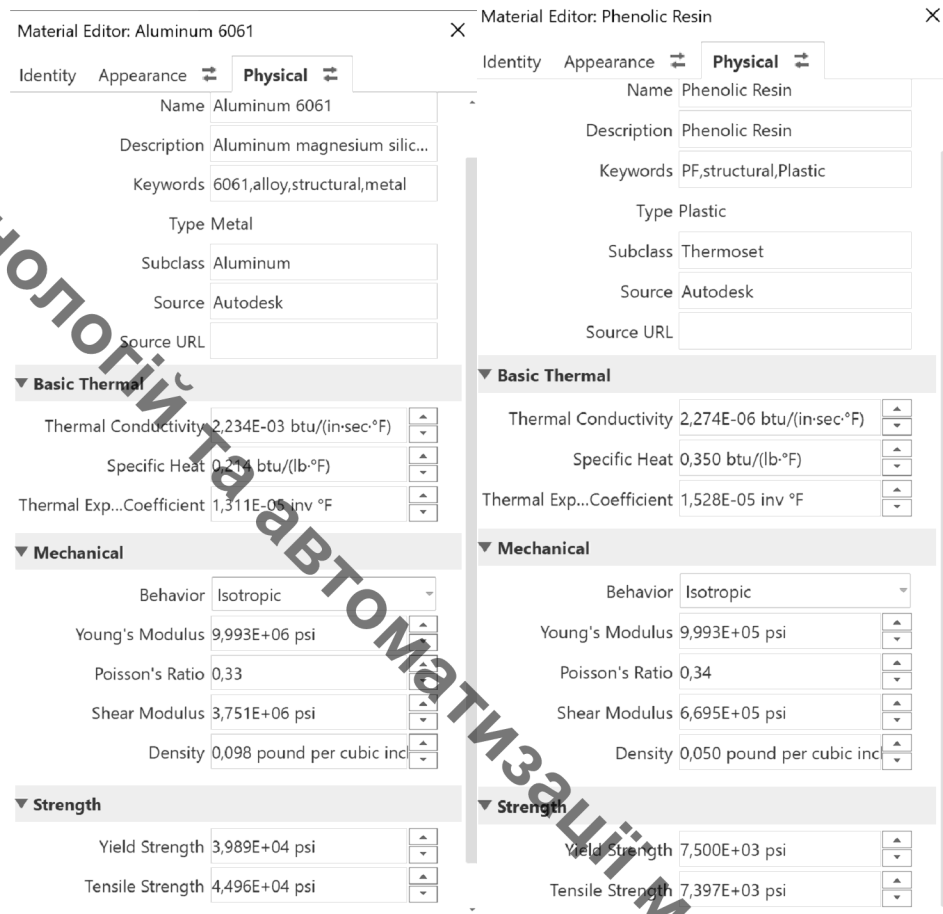 Material Editor: Aluminum 6061
Identity Appearance Physical
Name Aluminum 6061
Description Aluminum magnesium silic...
Keywords 6061,alloy,structural,metal
Type Metal
Subclass Aluminum
Source Autodesk
Source URL
Basic Thermal
Thermal Conductivity 2,234E-03 btu/(in·sec·°F)
Specific Heat 0,214 btu/(lb·°F)
Thermal Exp...Coefficient 1,311E-05 inv °F
Mechanical
Behavior Isotropic
Young's Modulus 9,993E+06 psi
Poisson's Ratio 0,33
Shear Modulus 3,751E+06 psi
Density 0,098 pound per cubic incl
Strength
Yield Strength 3,989E+04 psi
Tensile Strength 4,496E+04 psi
Material Editor: Phenolic Resin
Identity Appearance Physical
Name Phenolic Resin
Description Phenolic Resin
Keywords PF,structural,Plastic
Type Plastic
Subclass Thermoset
Source Autodesk
Source URL
Basic Thermal
Thermal Conductivity 2,274E-06 btu/(in·sec·°F)
Specific Heat 0,350 btu/(lb·°F)
Thermal Exp...Coefficient 1,528E-05 inv °F
Mechanical
Behavior Isotropic
Young's Modulus 9,993E+05 psi
Poisson's Ratio 0,34
Shear Modulus 6,695E+05 psi
Density 0,050 pound per cubic incl
Strength
Yield Strength 7,500E+03 psi
Tensile Strength 7,397E+03 psi
нологій та автоматизації м